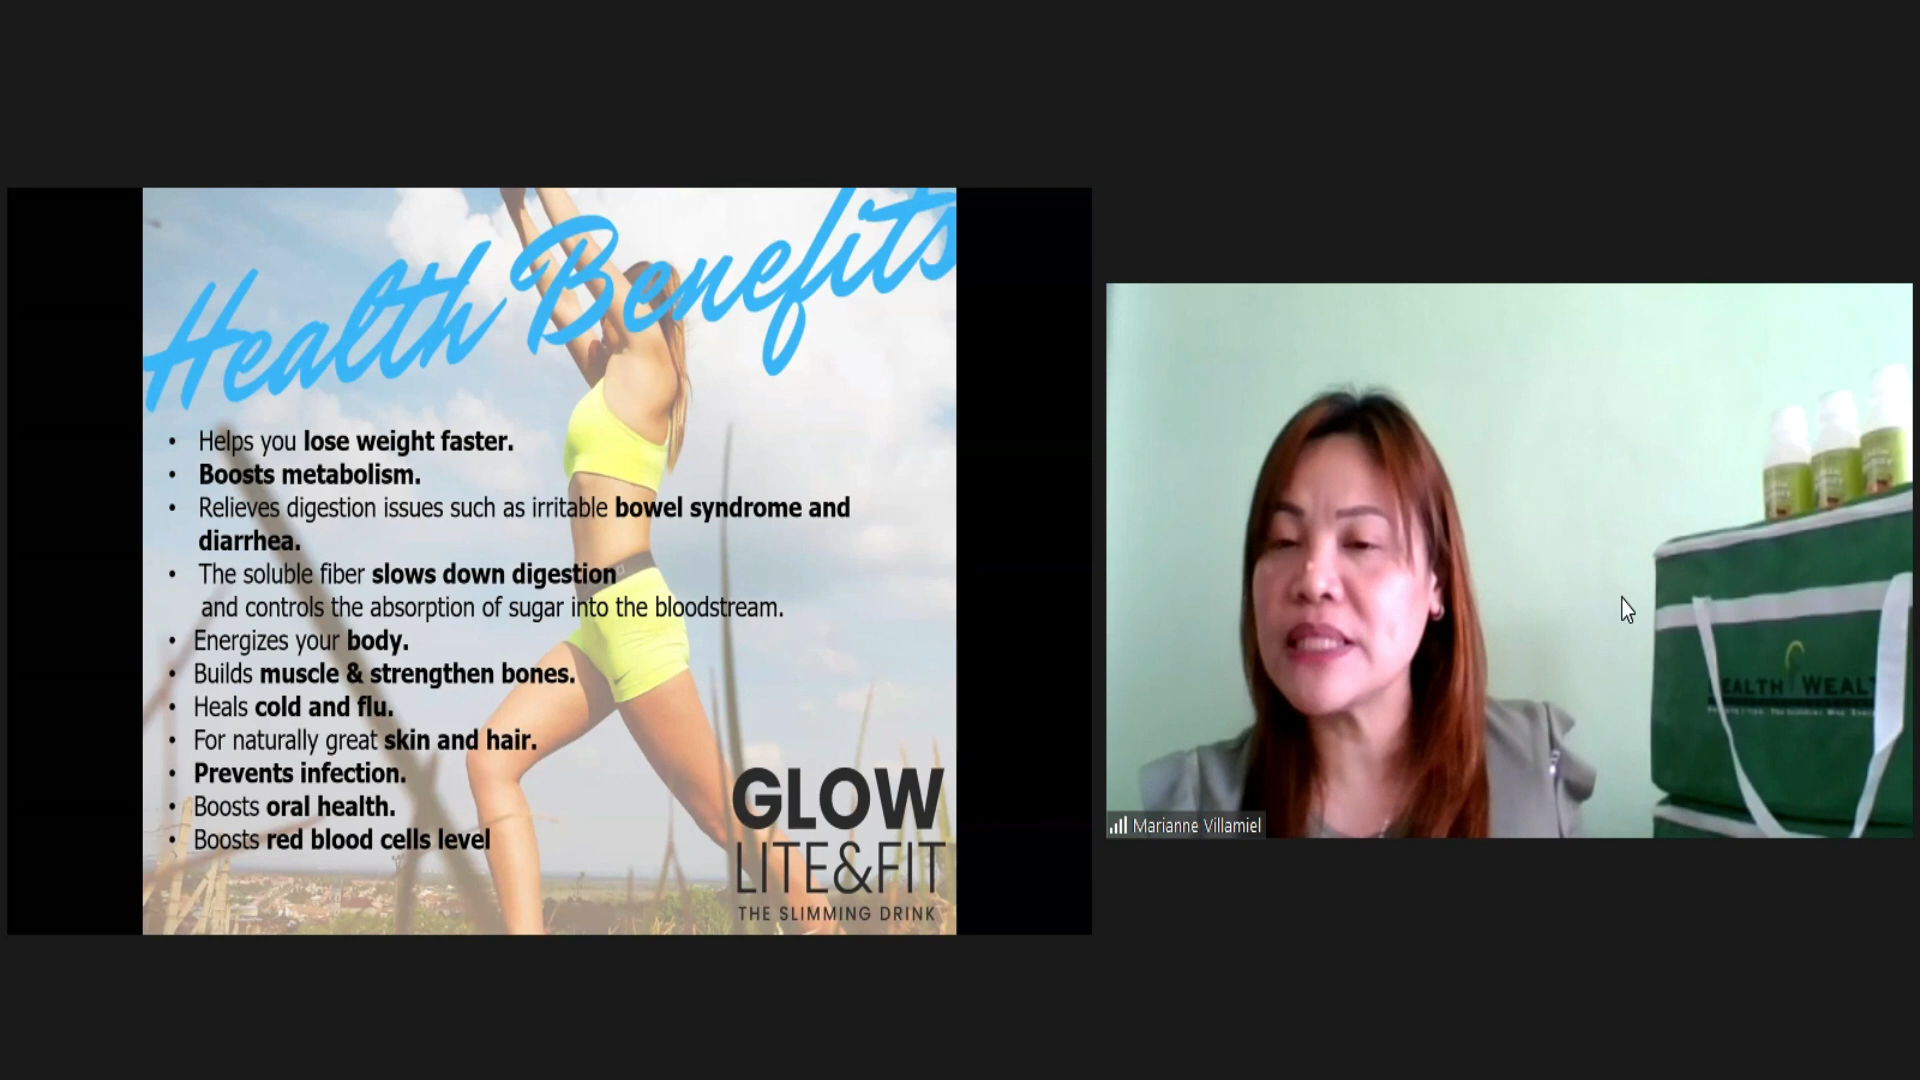 Health Benefits
• Helps you lose weight faster.
• Boosts metabolism.
• Relieves digestion issues such as irritable bowel syndrome and
diarrhea.
• The soluble fiber slows down digestion
and controls the absorption of sugar into the bloodstream.
• Energizes your body.
• Builds muscle & strengthen bones.
• Heals cold and flu.
• For naturally great skin and hair.
• Prevents infection.
• Boosts oral health.
• Boosts red blood cells level
GLOW
LITE&FIT
THE SLIMMING DRINK
Marianne Villamiel